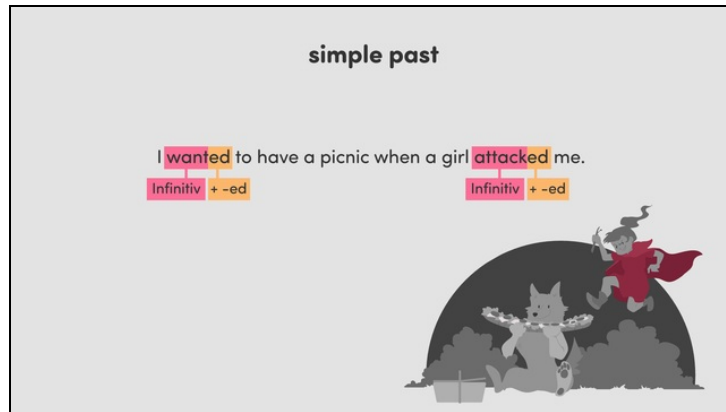 simple past
I wanted to have a picnic when a girl attacked me.
Infinitiv + -ed Infinitiv + -ed